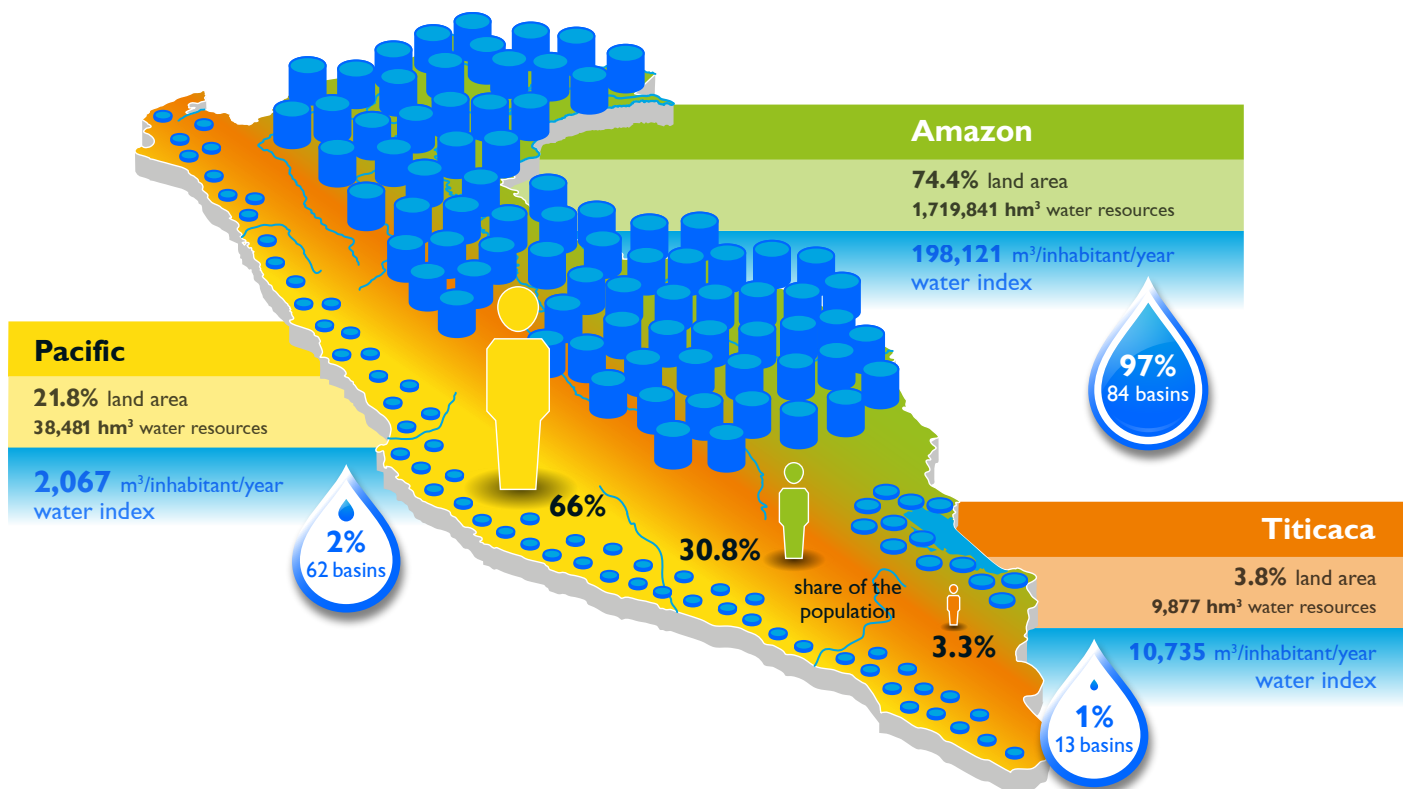 Amazon
74.4% land area
1,719,841 hm³ water resources
198,121 m³/inhabitant/year
water index
97%
84 basins
Pacific
21.8% land area
38,481 hm³ water resources
2,067 m³/inhabitant/year
water index
2%
62 basins
66%
30.8%
share of the
population
3.3%
Titicaca
3.8% land area
9,877 hm³ water resources
10,735 m³/inhabitant/year
water index
1%
13 basins